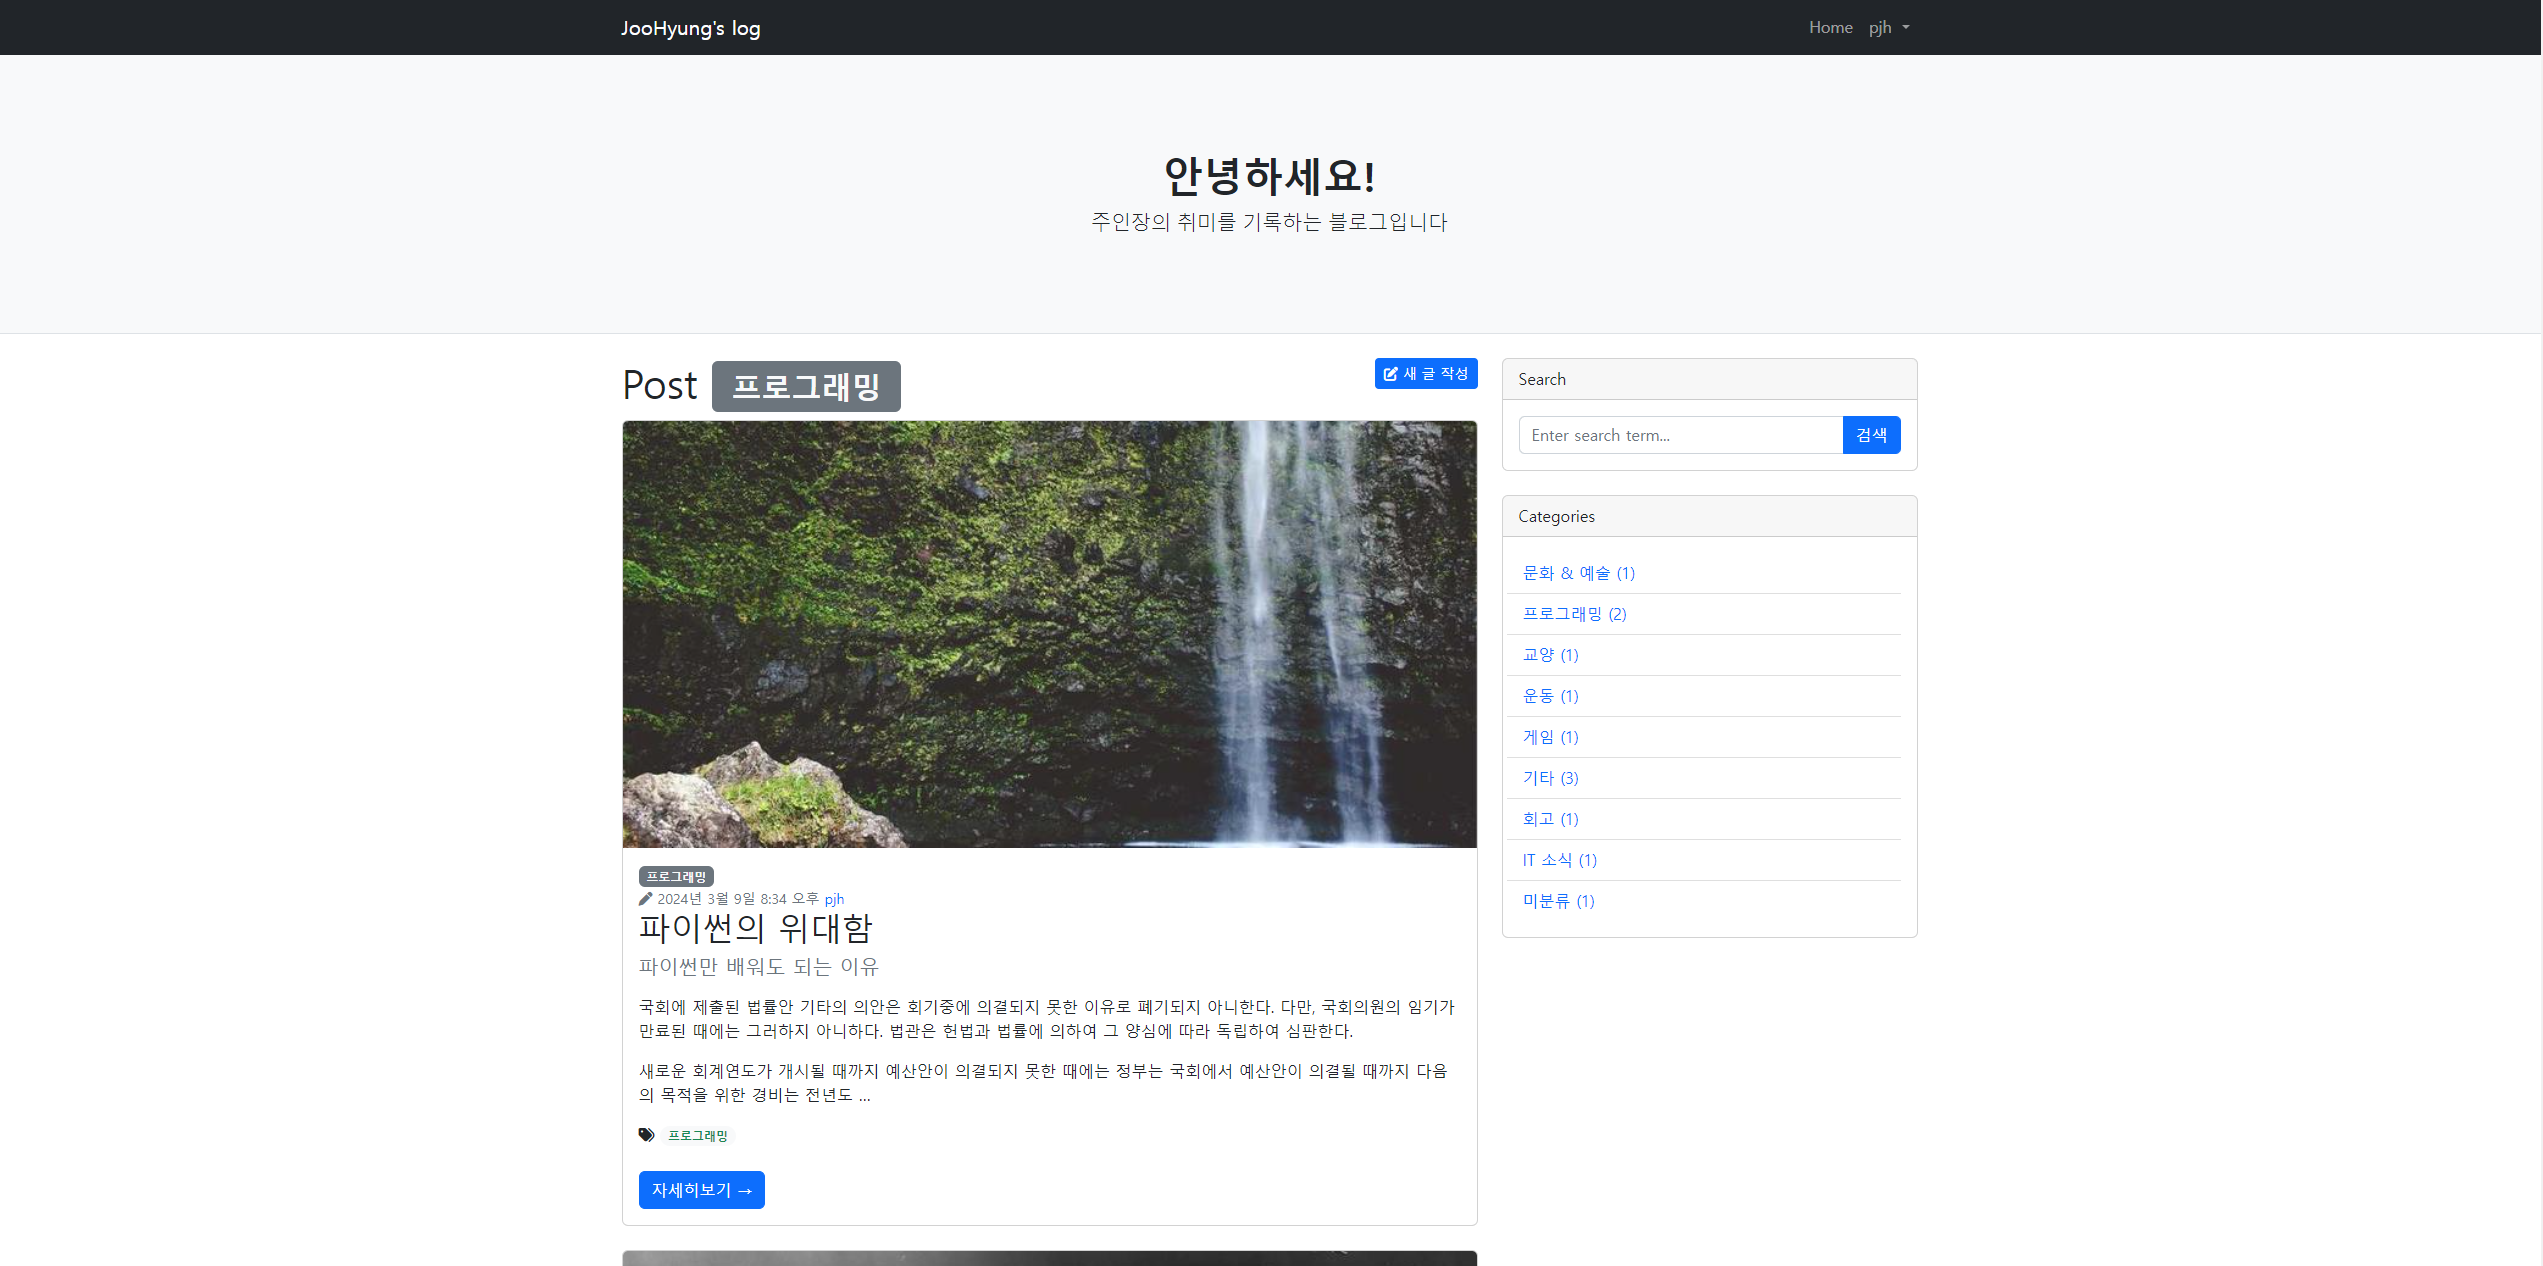 JooHyung's log
Home
pjh
안녕하세요!
주인장의 취미를 기록하는 블로그입니다
Post 프로그래밍
새 글 작성
프로그래밍
2024년 3월 9일 8:34 오후 pjh
파이썬의 위대함
파이썬만 배워도 되는 이유
국회에 제출된 법률안 기타의 의안은 회기중에 의결되지 못한 이유로 폐기되지 아니한다. 다만, 국회의원의 임기가
만료된 때에는 그러하지 아니하다. 법관은 헌법과 법률에 의하여 그 양심에 따라 독립하여 심판한다.
새로운 회계연도가 개시될 때까지 예산안이 의결되지 못한 때에는 정부는 국회에서 예산안이 의결될 때까지 다음
의 목적을 위한 경비는 전년도 ...
프로그래밍
자세히보기 →
Search
Enter search term...
검색
Categories
문화 & 예술 (1)
프로그래밍 (2)
교양 (1)
운동 (1)
게임 (1)
기타 (3)
회고 (1)
IT 소식 (1)
미분류 (1)